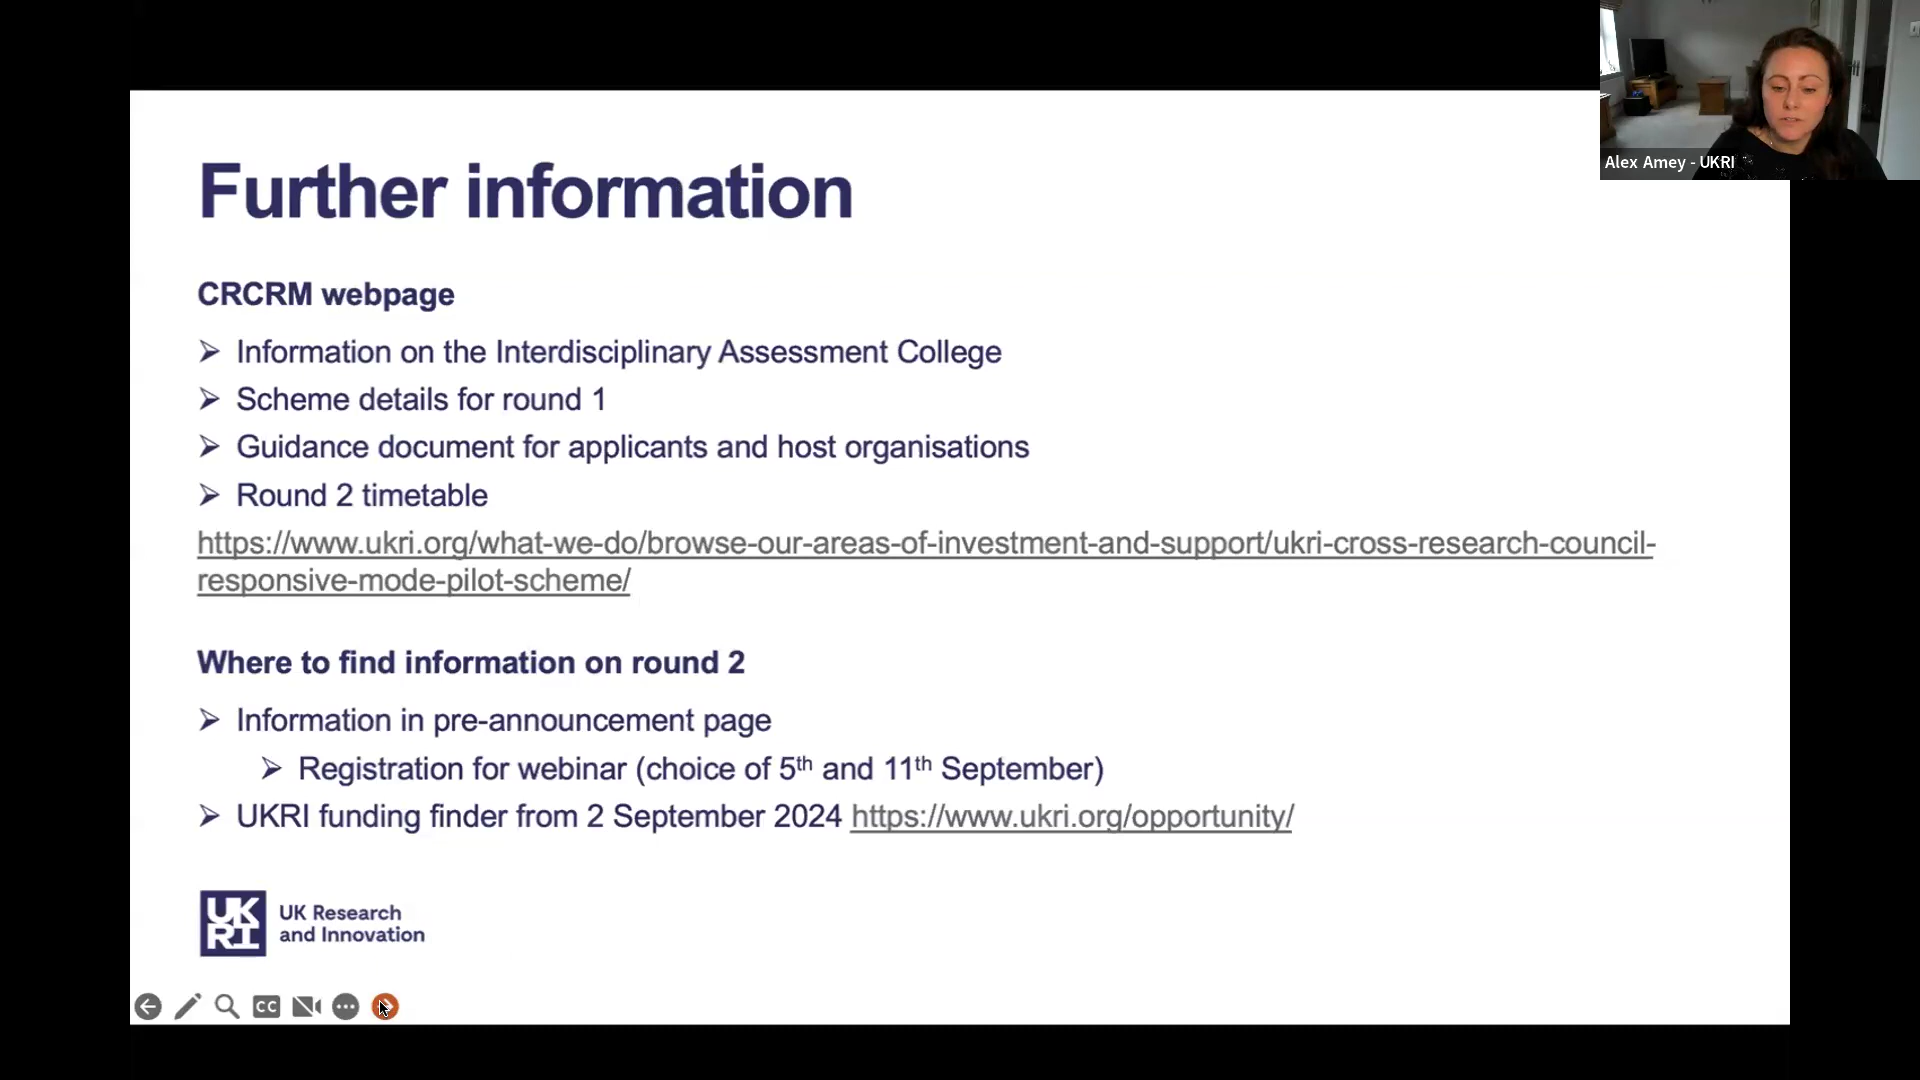 Alex Amey - UKRI
Further information
CRCRM webpage
Information on the Interdisciplinary Assessment College
Scheme details for round 1
Guidance document for applicants and host organisations
Round 2 timetable
https://www.ukri.org/what-we-do/browse-our-areas-of-investment-and-support/ukri-cross-research-council-
responsive-mode-pilot-scheme/
Where to find information on round 2
Information in pre-announcement page
Registration for webinar (choice of 5th and 11th September)
UKRI funding finder from 2 September 2024 https://www.ukri.org/opportunity/
UK
RI
UK Research
and Innovation
CC